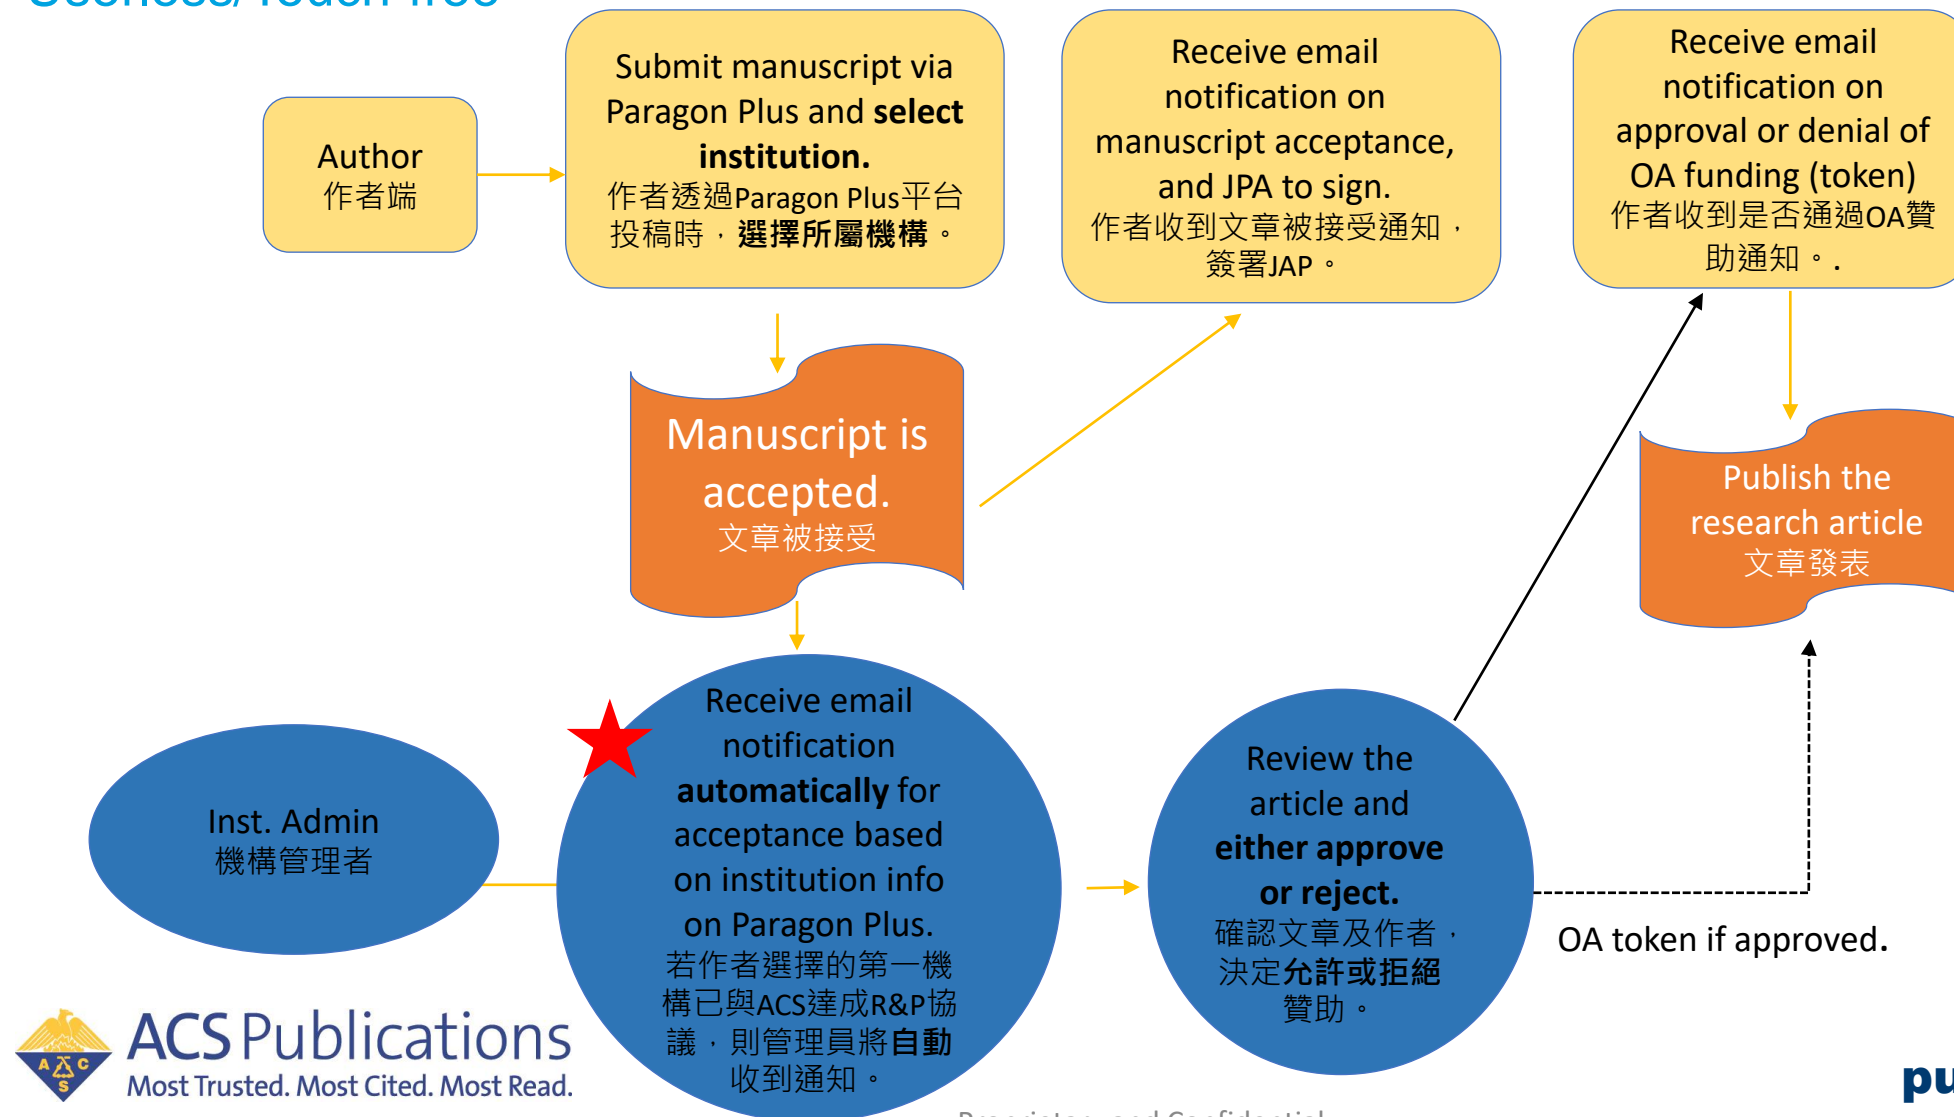 Author
作者端
Submit manuscript via
Paragon Plus and select
institution.
作者透過Paragon Plus平台
投稿時，選擇所屬機構。
Receive email
notification on
manuscript acceptance,
and JPA to sign.
作者收到文章被接受通知，
簽署JAP。
Receive email
notification on
approval or denial of
OA funding (token)
作者收到是否通過OA贊
助通知。.
Manuscript is
accepted.
文章被接受
Publish the
research article
文章發表
Inst. Admin
機構管理者
Receive email
notification
automatically for
acceptance based
on institution info
on Paragon Plus.
若作者選擇的第一機
構已與ACS達成R&P協
議，則管理員將自動
收到通知。
Review the
article and
either approve
or reject.
確認文章及作者，
決定允許或拒絕
贊助。
OA token if approved.
ACS Publications
Most Trusted. Most Cited. Most Read.
A C S